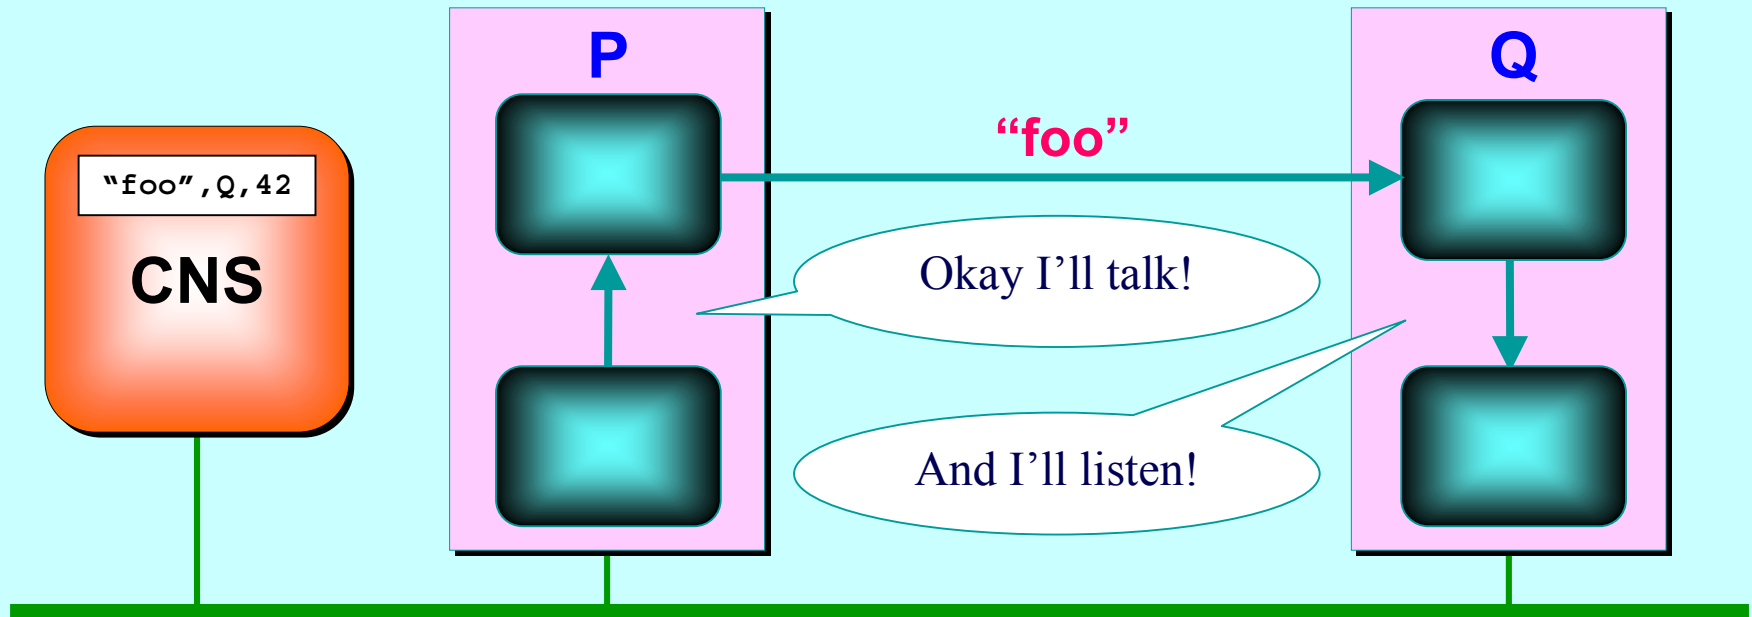 P
Q
“foo”
“foo”,Q,42
CNS
Okay I’ll talk!
And I’ll listen!